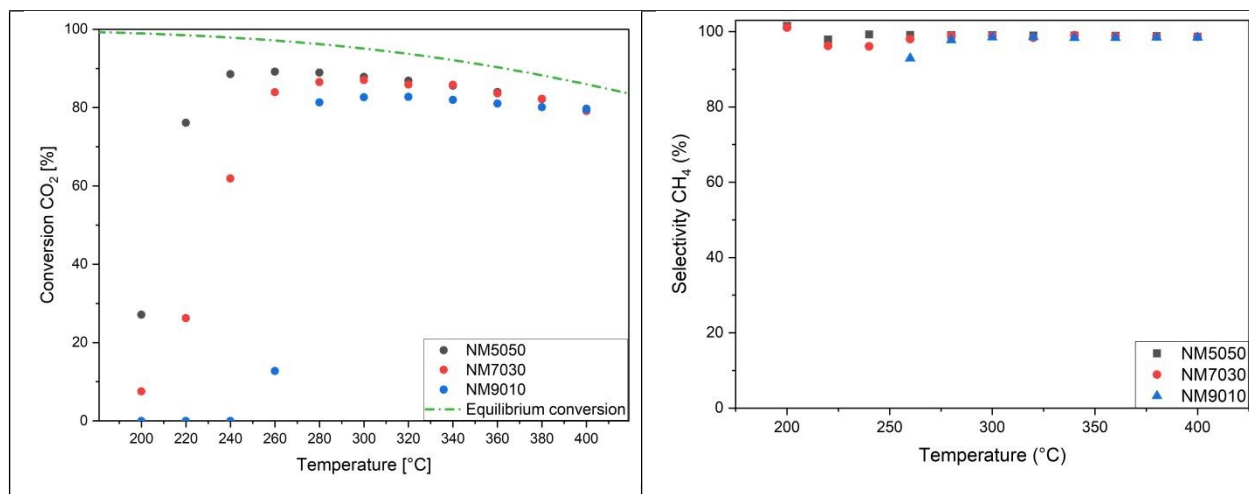 100
80
60
40
20
0
Conversion CO₂ [%]
200 220 240 260 280 300 320 340 360 380 400
Temperature [°C]
NM5050
NM7030
NM9010
Equilibrium conversion
100
80
60
40
20
0
Selectivity CH₄ (%)
200 250 300 350 400
Temperature (°C)
NM5050
NM7030
NM9010